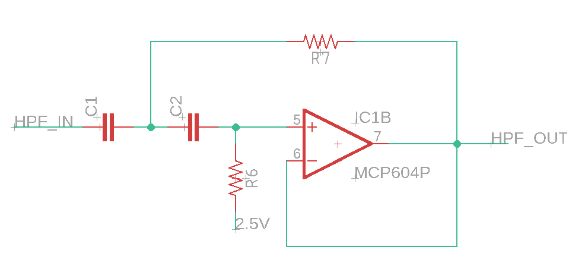 R7
C1
C2
HPF_IN
5
IC1B
7
HPF_OUT
6
MCP604P
R6
2.5V